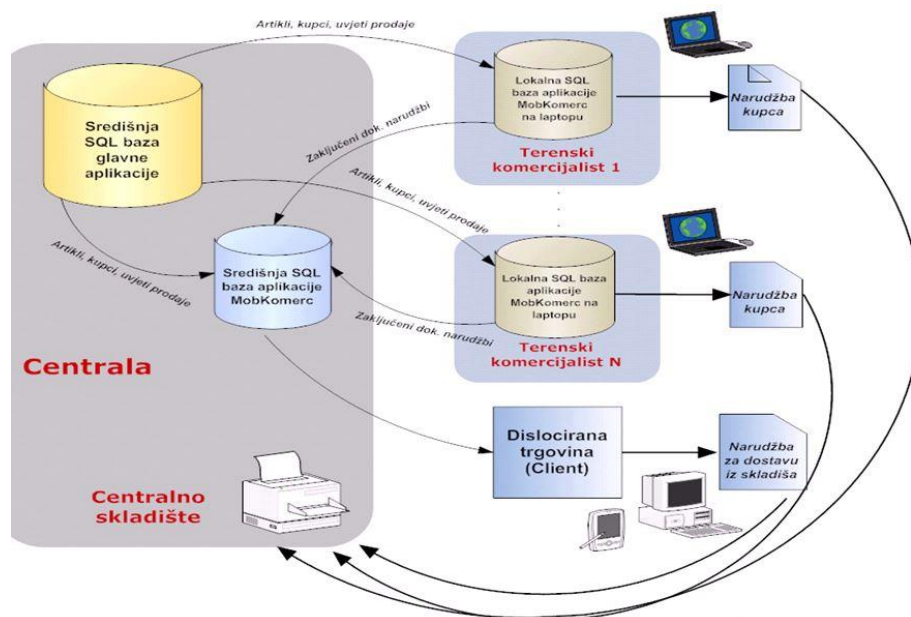 Artikli, kupci, uvjeti prodaje
Središnja
SQL baza
glavne
aplikacije
Lokalna SQL
baza aplikacije
MobKomerc
na laptopu
Terenski
komercijalist 1
Narudžba
kupca
Zaključeni dok. narudžbi
Artikli, kupci, uvjeti prodaje
Artikli, kupci, uvjeti prodaje
Središnja SQL
baza aplikacije
MobKomerc
Lokalna SQL baza
aplikacije
MobKomerc na
laptopu
Terenski
komercijalist N
Narudžba
kupca
Zaključeni dok. narudžbi
Centrala
Dislocirana
trgovina
(Client)
Narudžba
za dostavu
iz skladiša
Centralno
skladište